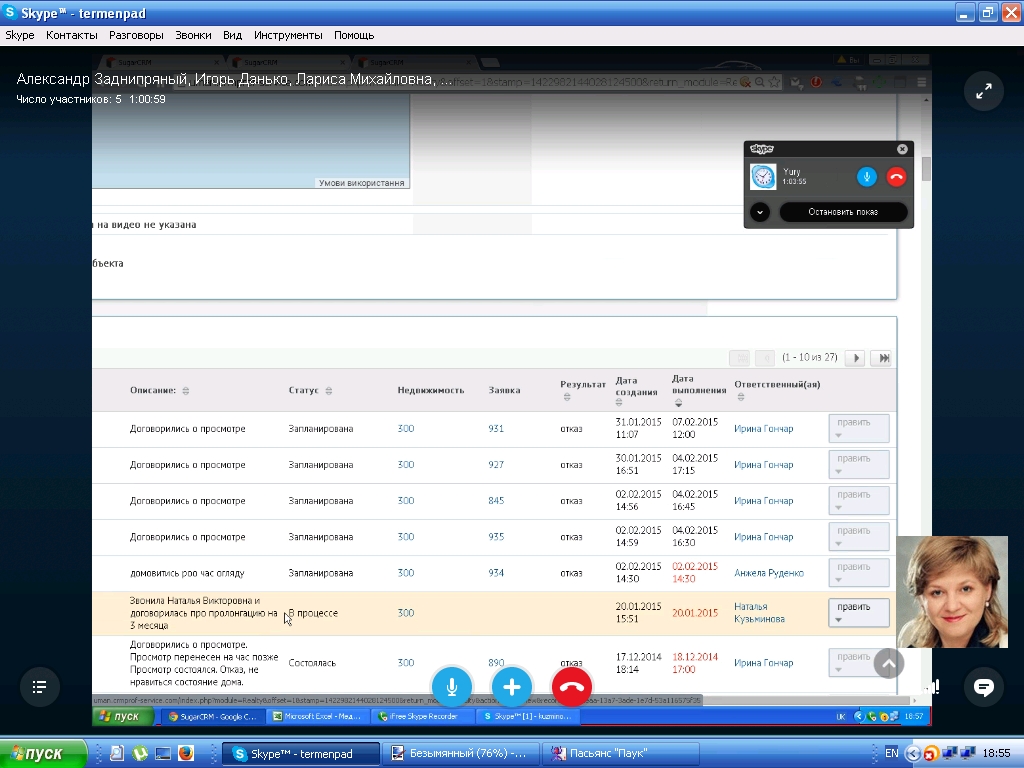 Skype™ - termenpad
Skype Контакты Разговоры Звонки Вид Инструменты Помощь
SugarCRM SugarCRM SugarCRM Вы
Александр Заднипряный, Игорь Данько, Лариса Михайловна, ...
Число участников: 5 1:00:59
skype
Yury
1:03:55
Остановить показ
Умови використання
а на видео не указана
бъекта
(1 - 10 из 27)
Описание: Статус Недвижимость Заявка Результат Дата создания Дата выполнения Ответственный(ая)
Договорились о просмотре Запланирована 300 931 отказ 31.01.2015 11:07 07.02.2015 12:00 Ирина Гончар править
Договорились о просмотре Запланирована 300 927 отказ 30.01.2015 16:51 04.02.2015 17:15 Ирина Гончар править
Договорились о просмотре Запланирована 300 845 отказ 02.02.2015 14:56 04.02.2015 16:45 Ирина Гончар править
Договорились о просмотре Запланирована 300 935 отказ 02.02.2015 14:59 04.02.2015 16:30 Ирина Гончар править
домовитись роо час огляду Запланирована 300 934 отказ 02.02.2015 14:30 02.02.2015 14:30 Анжела Руденко править
Звонила Наталья Викторовна и
договорилась про пролонгацию на
3 месяца
В процессе 300 20.01.2015 15:51 20.01.2015 Наталья Кузьминова править
Договорились о просмотре.
Просмотр перенесен на час позже
Просмотр состоялся. Отказ, не
нравиться состояние дома.
Состоялась 300 890 отказ 17.12.2014 18:14 18.12.2014 17:00 Ирина Гончар править
пуск SugarCRM - Google C... Microsoft Excel - Мед... iFree Skype Recorder Skype™ [1] - kuzmino... UK 18:57
пуск Skype™ - termenpad Безымянный (76%) -... Пасьянс "Паук" EN 18:55